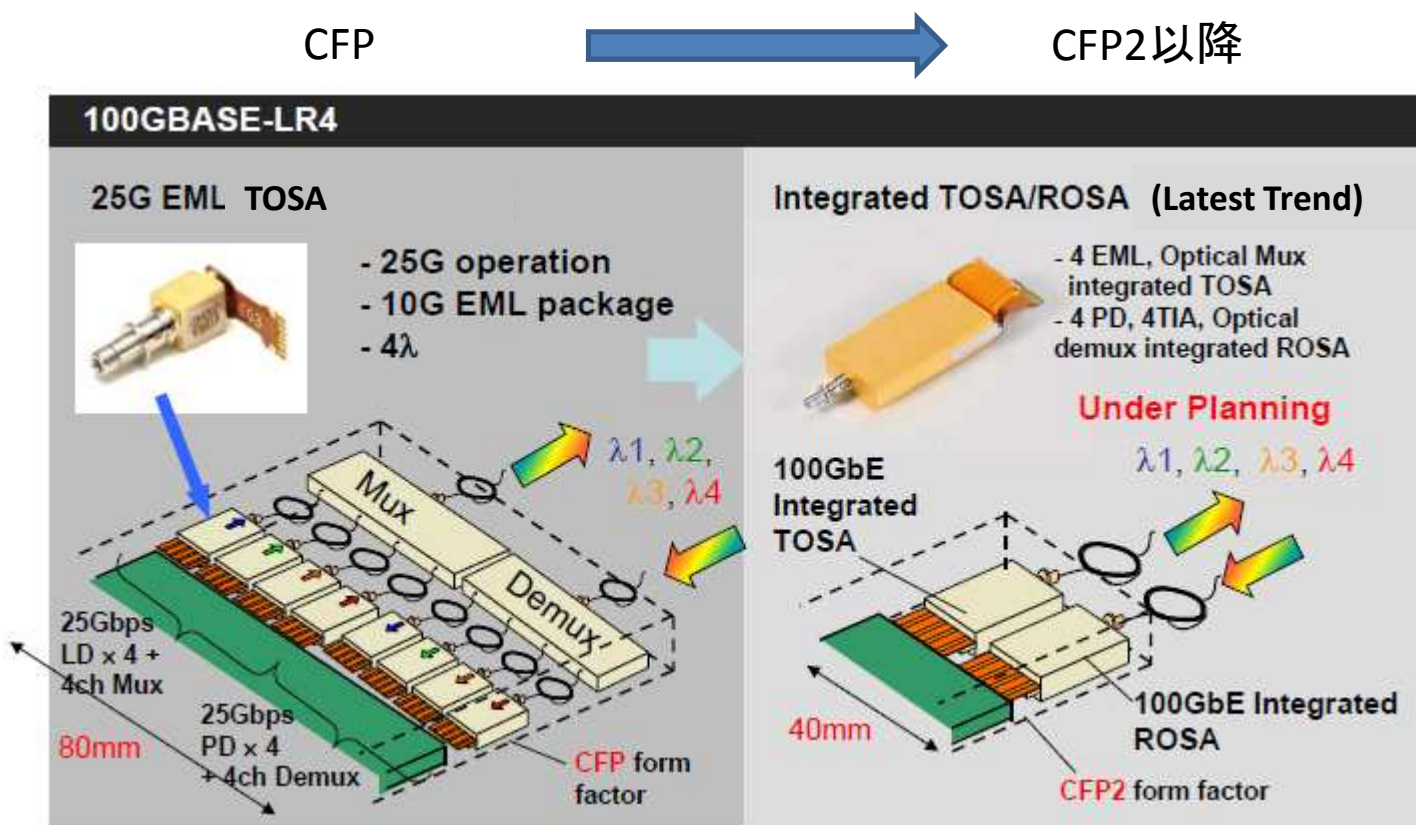 CFP
CFP2以降
100GBASE-LR4
25G EML TOSA
- 25G operation
- 10G EML package
- 4λ
Mux
Demux
λ1, λ2,
λ3, λ4
25Gbps
LD × 4 +
4ch Mux
25Gbps
PD × 4
+ 4ch Demux
80mm
CFP form
factor
Integrated TOSA/ROSA (Latest Trend)
- 4 EML, Optical Mux
integrated TOSA
- 4 PD, 4TIA, Optical
demux integrated ROSA
Under Planning
λ1, λ2, λ3, λ4
100GbE
Integrated
TOSA
40mm
100GbE Integrated
ROSA
CFP2 form factor